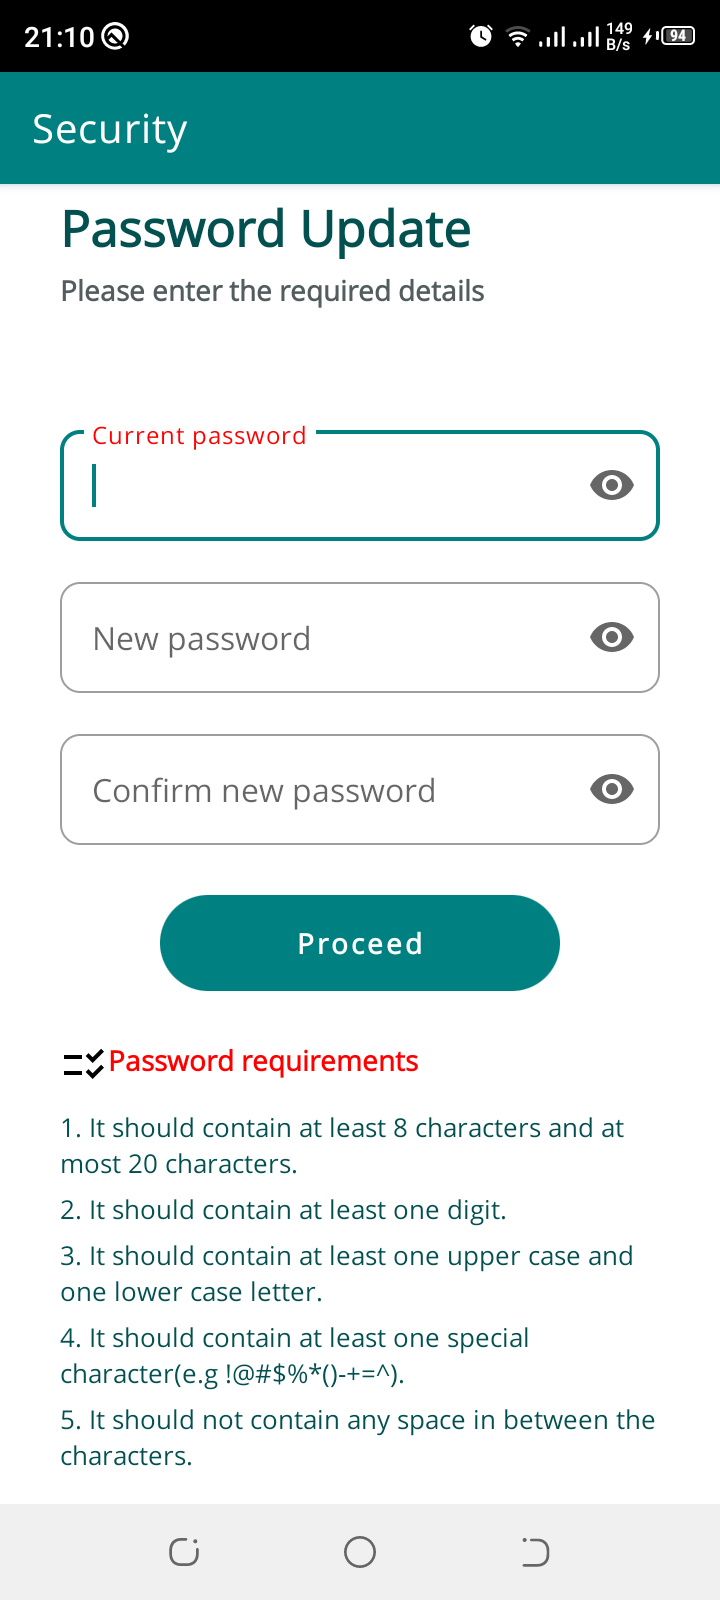 21:10
149
B/s
94
Security
Password Update
Please enter the required details
Current password
New password
Confirm new password
Proceed
Password requirements
1. It should contain at least 8 characters and at
most 20 characters.
2. It should contain at least one digit.
3. It should contain at least one upper case and
one lower case letter.
4. It should contain at least one special
character(e.g !@#$%*()-+=^).
5. It should not contain any space in between the
characters.